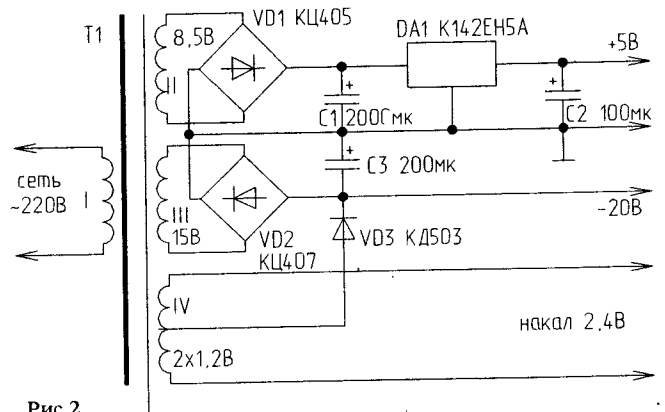 T1
8,5В
VD1 КЦ405
DA1 К142ЕН5А
+5В
II
+
+
C1 200Гмк
C2 100мк
+
C3 200мк
сеть
~220В
I
III
15В
VD2
КЦ407
VD3 КД503
-20В
IV
2x1,2В
накал 2,4В
Рис.2